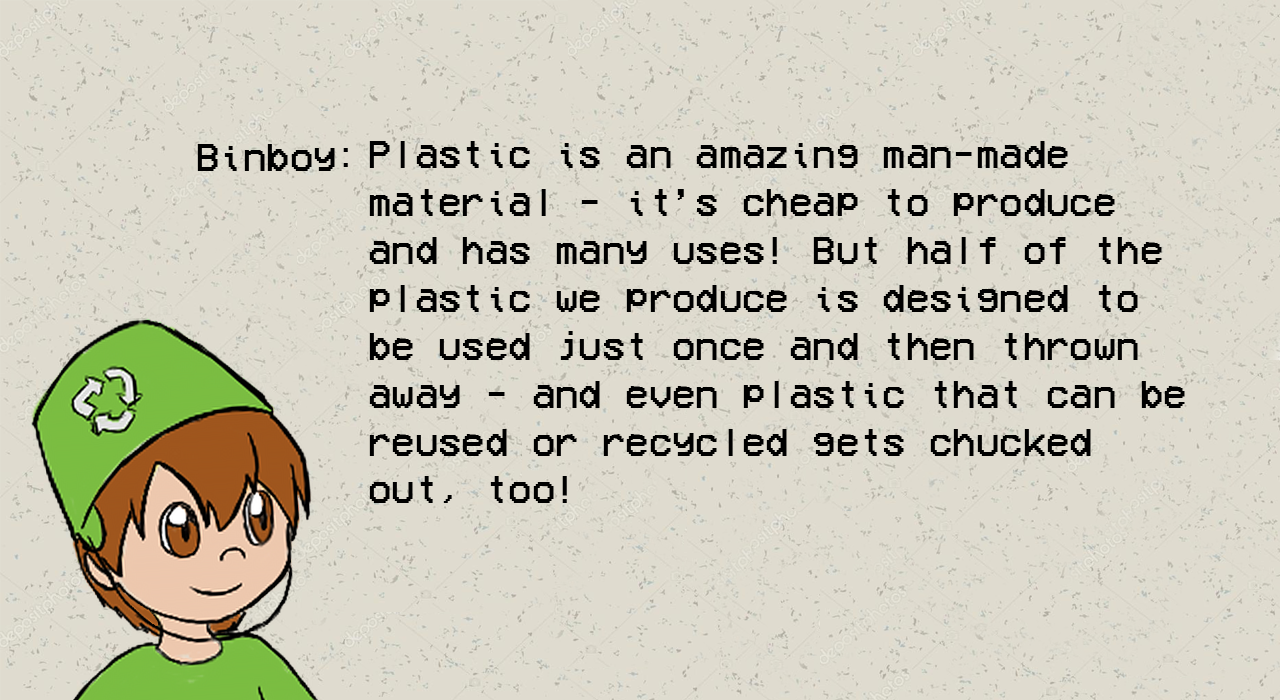 Binboy: Plastic is an amazing man-made
material - it's cheap to produce
and has many uses! But half of the
plastic we produce is designed to
be used just once and then thrown
away - and even plastic that can be
reused or recycled gets chucked
out, too!